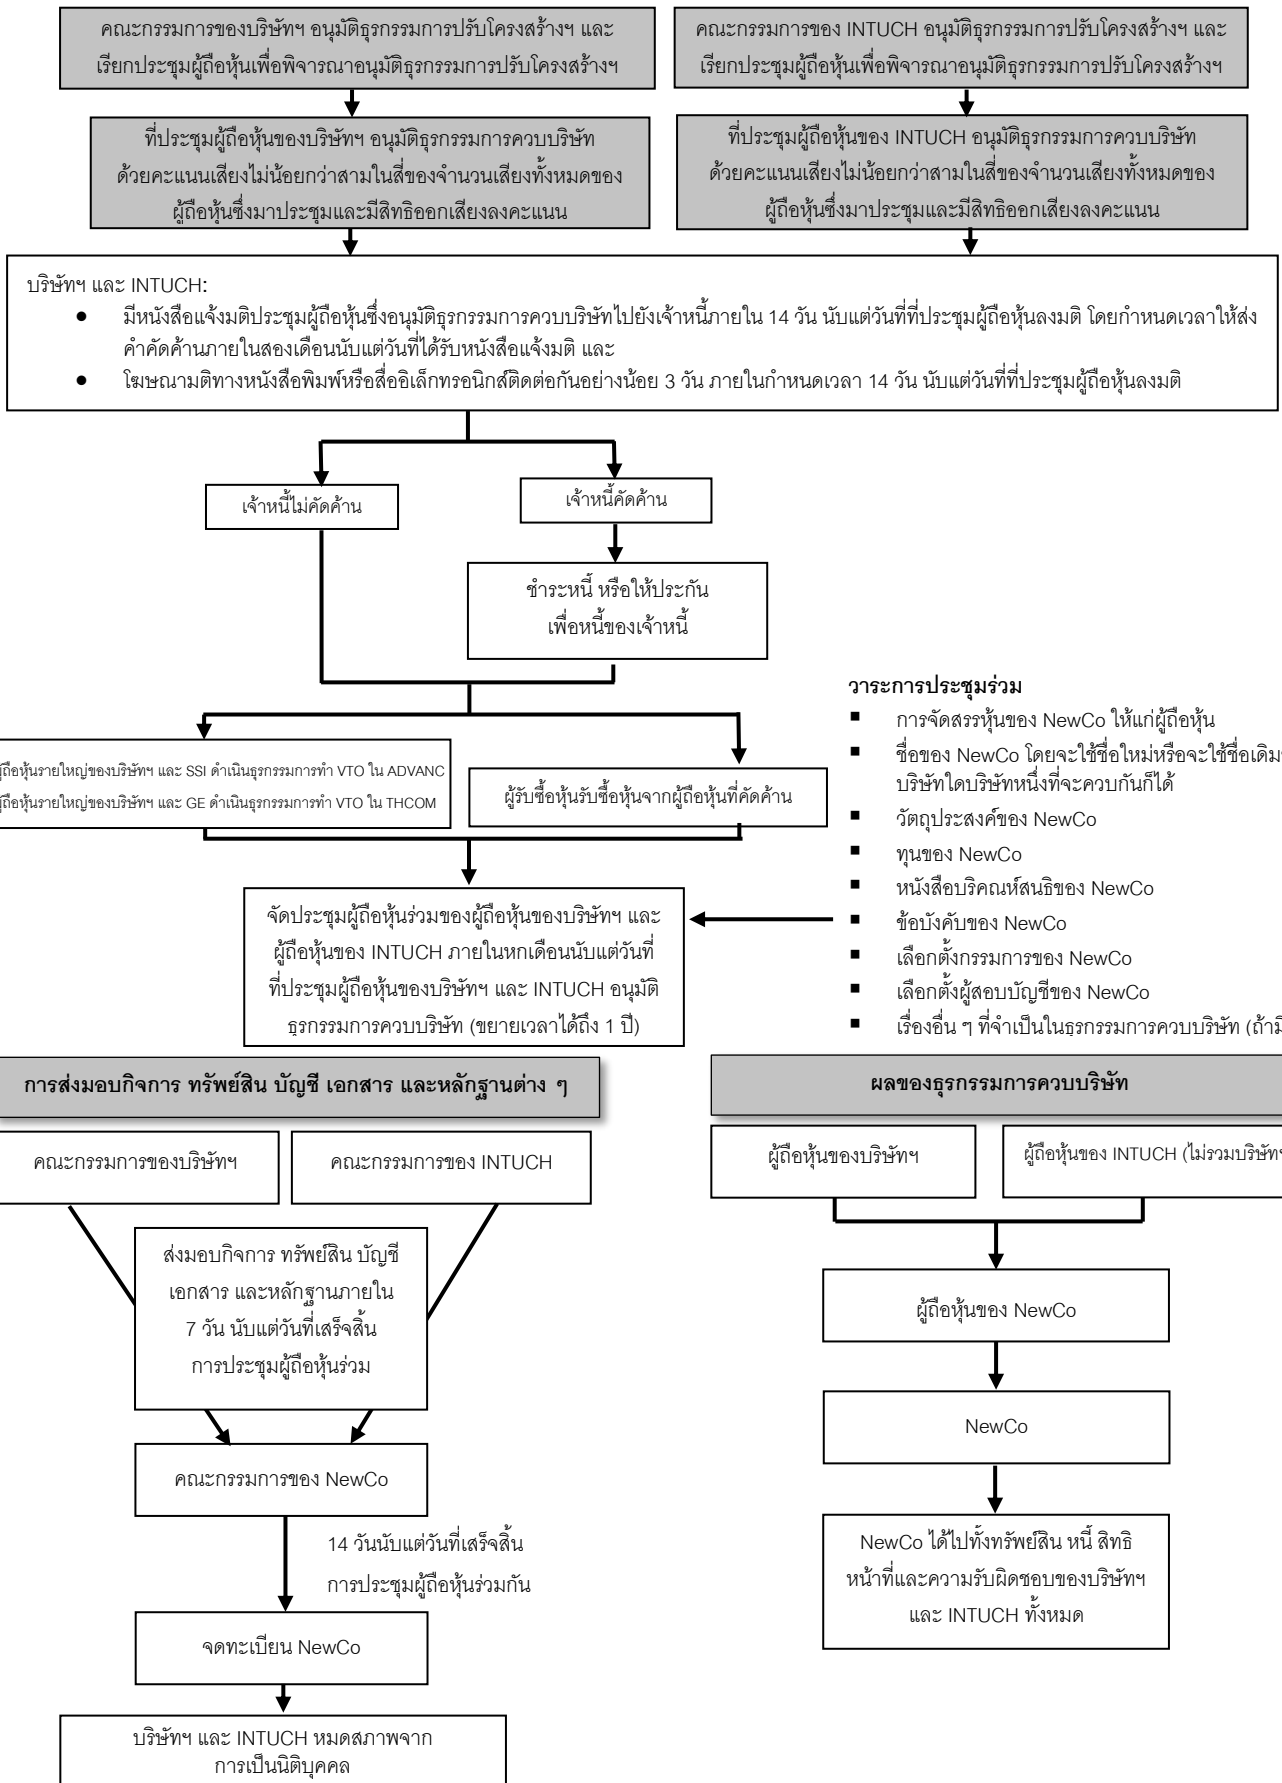 คณะกรรมการของบริษัทฯ อนุมัติธุรกรรมการปรับโครงสร้างฯ และ
เรียกประชุมผู้ถือหุ้นเพื่อพิจารณาอนุมัติธุรกรรมการปรับโครงสร้างฯ
คณะกรรมการของ INTUCH อนุมัติธุรกรรมการปรับโครงสร้างฯ และ
เรียกประชุมผู้ถือหุ้นเพื่อพิจารณาอนุมัติธุรกรรมการปรับโครงสร้างฯ
ที่ประชุมผู้ถือหุ้นของบริษัทฯ อนุมัติธุรกรรมการควบบริษัท
ด้วยคะแนนเสียงไม่น้อยกว่าสามในสี่ของจำนวนเสียงทั้งหมดของ
ผู้ถือหุ้นซึ่งมาประชุมและมีสิทธิออกเสียงลงคะแนน
ที่ประชุมผู้ถือหุ้นของ INTUCH อนุมัติธุรกรรมการควบบริษัท
ด้วยคะแนนเสียงไม่น้อยกว่าสามในสี่ของจำนวนเสียงทั้งหมดของ
ผู้ถือหุ้นซึ่งมาประชุมและมีสิทธิออกเสียงลงคะแนน
บริษัทฯ และ INTUCH:
● มีหนังสือแจ้งมติประชุมผู้ถือหุ้นซึ่งอนุมัติธุรกรรมการควบบริษัทไปยังเจ้าหนี้ภายใน 14 วัน นับแต่วันที่ที่ประชุมผู้ถือหุ้นลงมติ โดยกำหนดเวลาให้ส่ง
คำคัดค้านภายในสองเดือนนับแต่วันที่ได้รับหนังสือแจ้งมติ และ
● โฆษณามติทางหนังสือพิมพ์หรือสื่ออิเล็กทรอนิกส์ติดต่อกันอย่างน้อย 3 วัน ภายในกำหนดเวลา 14 วัน นับแต่วันที่ที่ประชุมผู้ถือหุ้นลงมติ
เจ้าหนี้ไม่คัดค้าน
เจ้าหนี้คัดค้าน
ชำระหนี้ หรือให้ประกัน
เพื่อหนี้ของเจ้าหนี้
ผู้ถือหุ้นรายใหญ่ของบริษัทฯ และ SSI ดำเนินธุรกรรมการทำ VTO ใน ADVANC
ผู้ถือหุ้นรายใหญ่ของบริษัทฯ และ GE ดำเนินธุรกรรมการทำ VTO ใน THCOM
ผู้รับซื้อหุ้นรับซื้อหุ้นจากผู้ถือหุ้นที่คัดค้าน
จัดประชุมผู้ถือหุ้นร่วมของผู้ถือหุ้นของบริษัทฯ และ
ผู้ถือหุ้นของ INTUCH ภายในหกเดือนนับแต่วันที่
ที่ประชุมผู้ถือหุ้นของบริษัทฯ และ INTUCH อนุมัติ
ธุรกรรมการควบบริษัท (ขยายเวลาได้ถึง 1 ปี)
วาระการประชุมร่วม
■ การจัดสรรหุ้นของ NewCo ให้แก่ผู้ถือหุ้น
■ ชื่อของ NewCo โดยจะใช้ชื่อใหม่หรือจะใช้ชื่อเดิม
บริษัทใดบริษัทหนึ่งที่จะควบกันก็ได้
■ วัตถุประสงค์ของ NewCo
■ ทุนของ NewCo
■ หนังสือบริคณห์สนธิของ NewCo
■ ข้อบังคับของ NewCo
■ เลือกตั้งกรรมการของ NewCo
■ เลือกตั้งผู้สอบบัญชีของ NewCo
■ เรื่องอื่น ๆ ที่จำเป็นในธุรกรรมการควบบริษัท (ถ้ามี
การส่งมอบกิจการ ทรัพย์สิน บัญชี เอกสาร และหลักฐานต่าง ๆ
คณะกรรมการของบริษัทฯ
คณะกรรมการของ INTUCH
ส่งมอบกิจการ ทรัพย์สิน บัญชี
เอกสาร และหลักฐานภายใน
7 วัน นับแต่วันที่เสร็จสิ้น
การประชุมผู้ถือหุ้นร่วม
คณะกรรมการของ NewCo
14 วันนับแต่วันที่เสร็จสิ้น
การประชุมผู้ถือหุ้นร่วมกัน
จดทะเบียน NewCo
บริษัทฯ และ INTUCH หมดสภาพจาก
การเป็นนิติบุคคล
ผลของธุรกรรมการควบบริษัท
ผู้ถือหุ้นของบริษัทฯ
ผู้ถือหุ้นของ INTUCH (ไม่รวมบริษัทฯ
ผู้ถือหุ้นของ NewCo
NewCo
NewCo ได้ไปทั้งทรัพย์สิน หนี้ สิทธิ
หน้าที่และความรับผิดชอบของบริษัทฯ
และ INTUCH ทั้งหมด